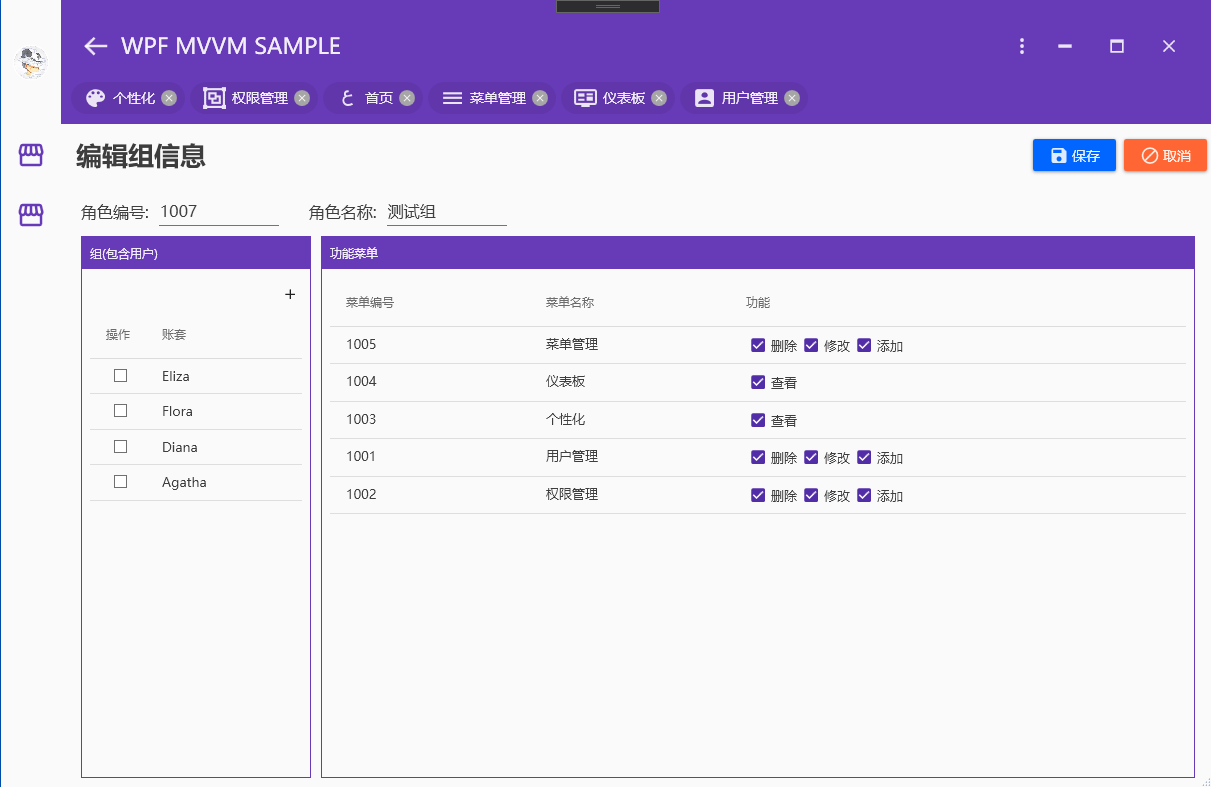 WPF MVVM SAMPLE
个性化 权限管理 首页 菜单管理 仪表板 用户管理
编辑组信息 保存 取消
角色编号: 1007 角色名称: 测试组
组(包含用户)
操作 账套
Eliza
Flora
Diana
Agatha
功能菜单
菜单编号 菜单名称 功能
1005 菜单管理 删除 修改 添加
1004 仪表板 查看
1003 个性化 查看
1001 用户管理 删除 修改 添加
1002 权限管理 删除 修改 添加